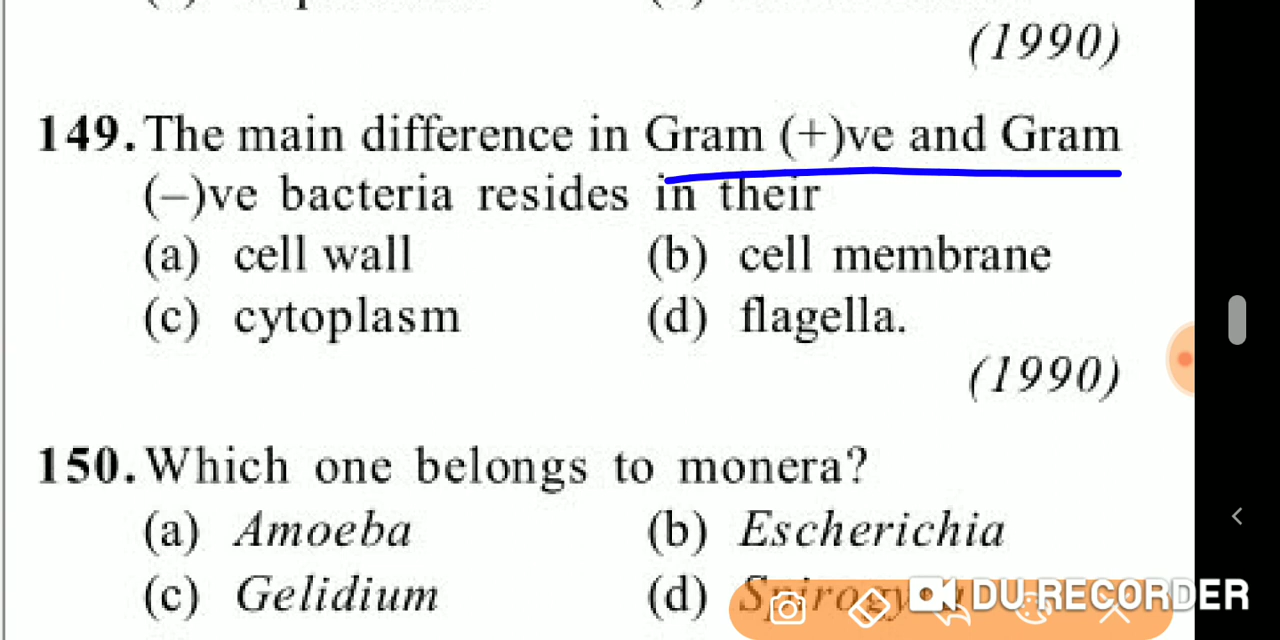 (1990)
149. The main difference in Gram (+)ve and Gram
(–)ve bacteria resides in their
(a) cell wall (b) cell membrane
(c) cytoplasm (d) flagella.
(1990)
150. Which one belongs to monera?
(a) Amoeba (b) Escherichia
(c) Gelidium (d) Spirogyra
DU RECORDER